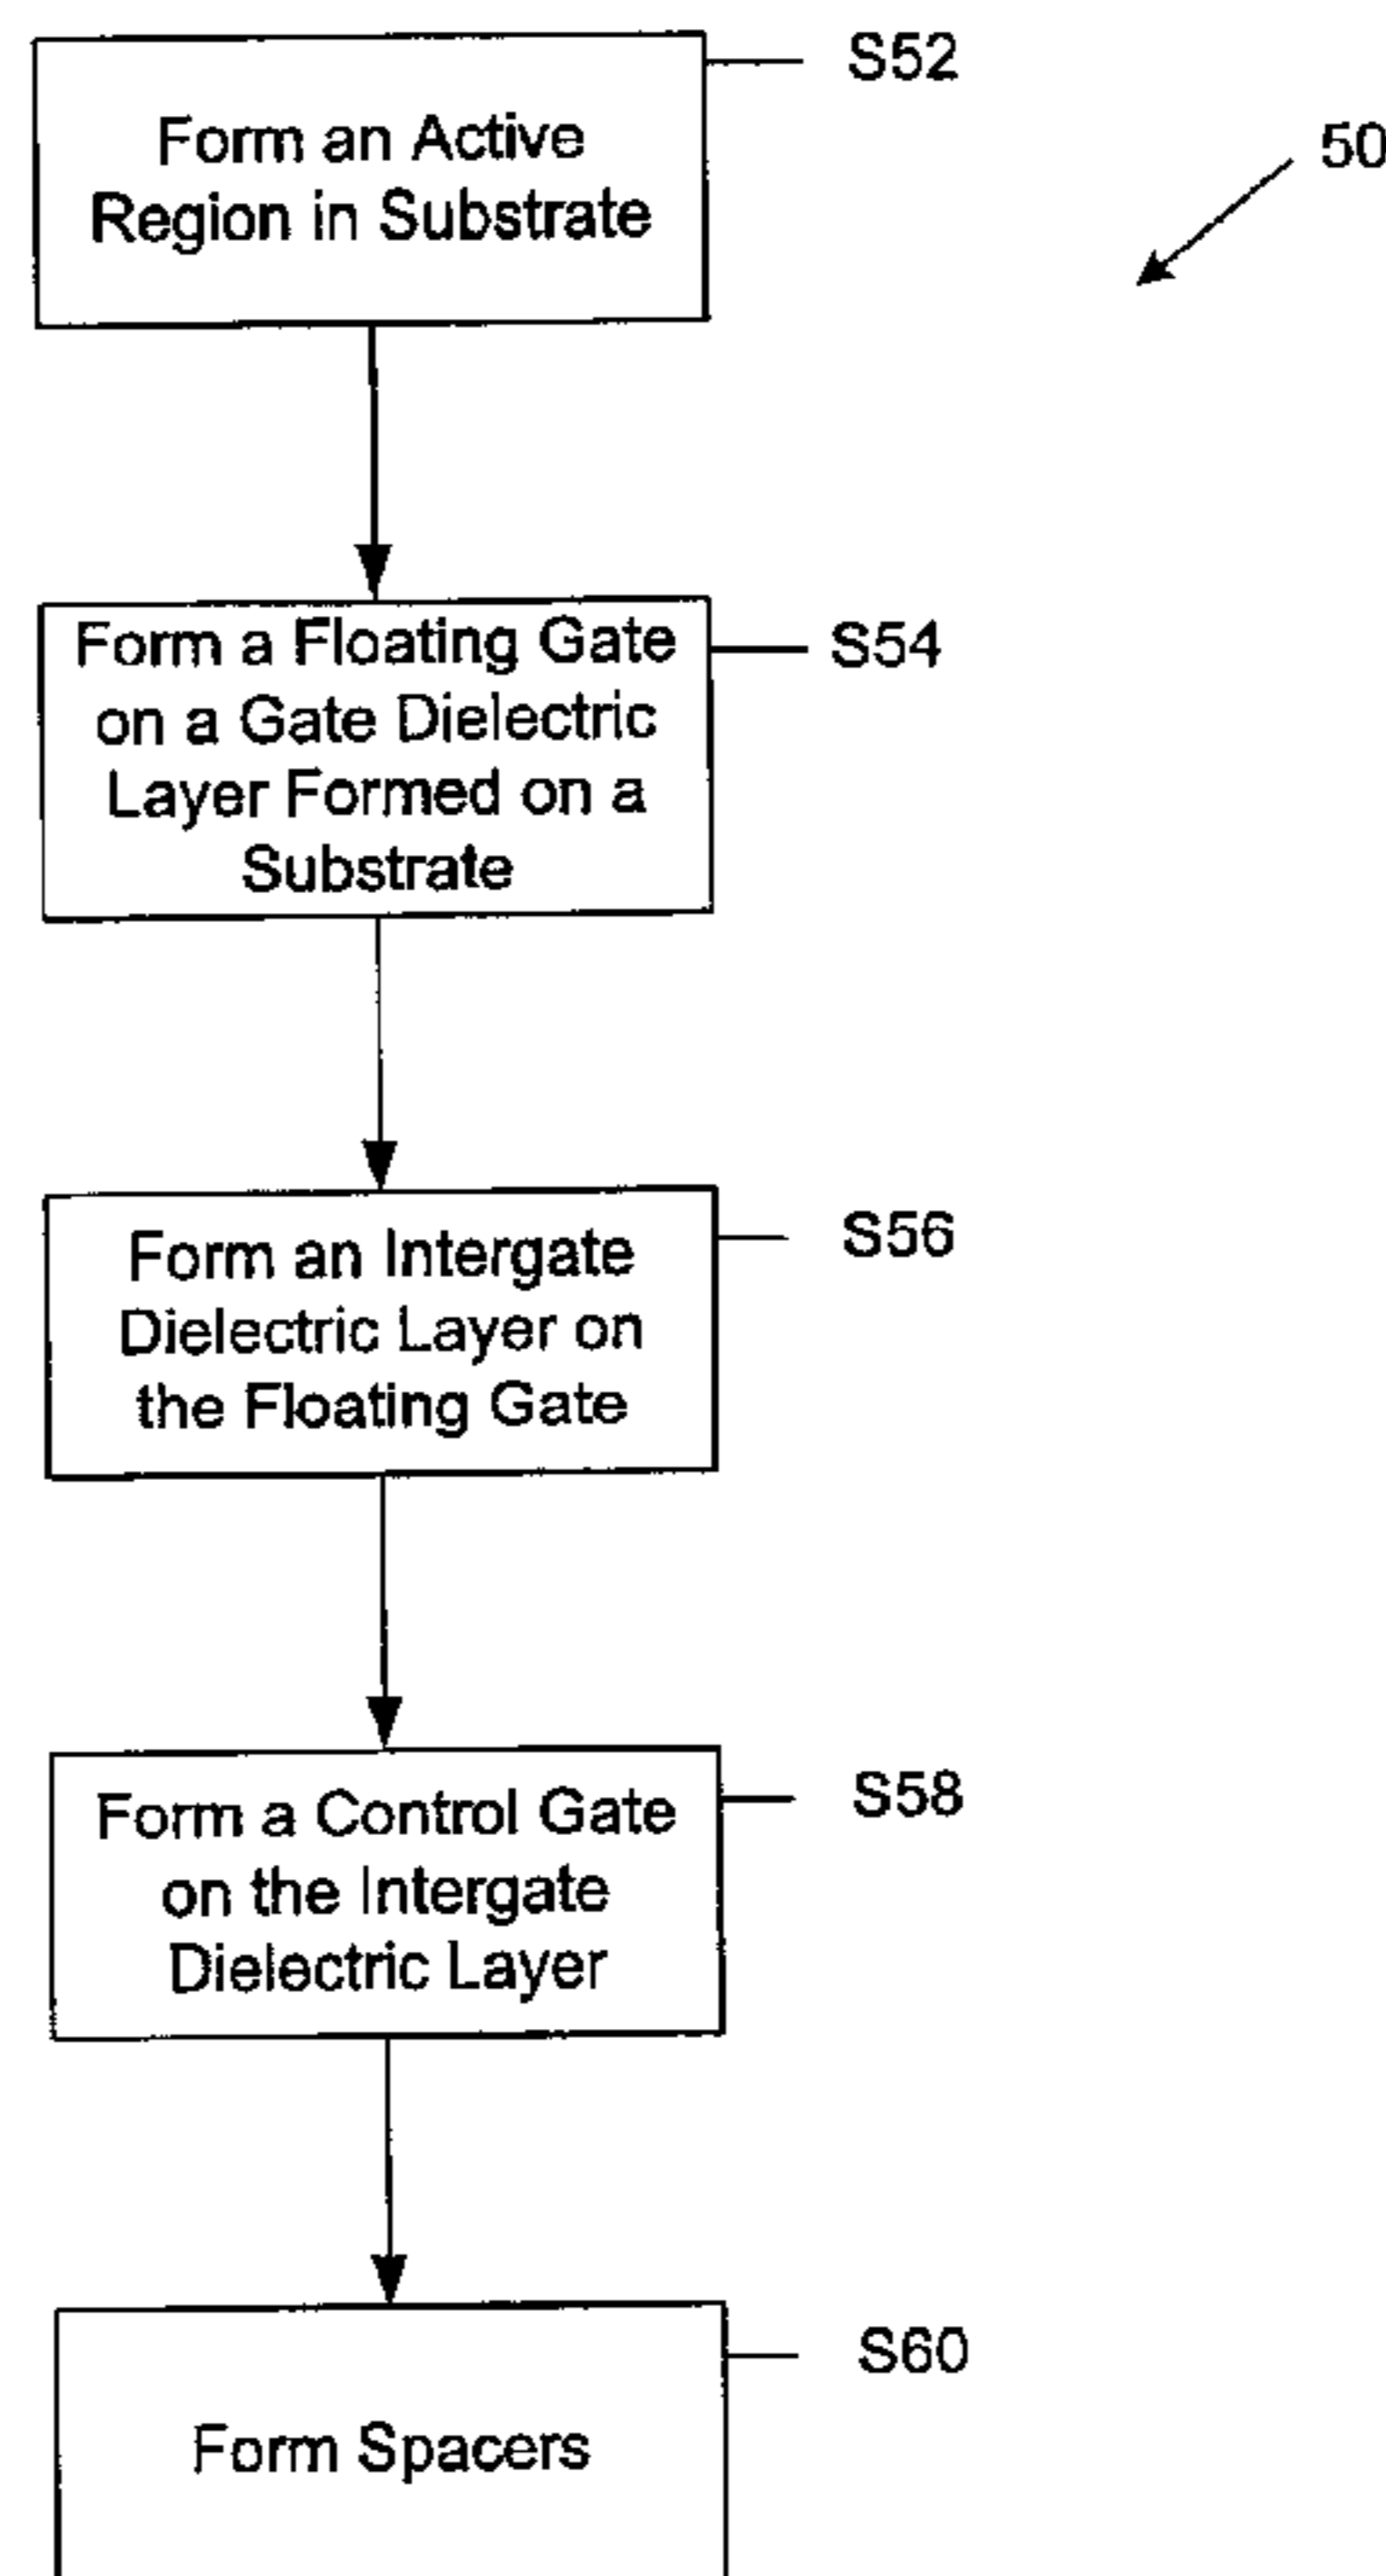 S52
Form an Active
Region in Substrate
50
S54
Form a Floating Gate
on a Gate Dielectric
Layer Formed on a
Substrate
S56
Form an Intergate
Dielectric Layer on
the Floating Gate
S58
Form a Control Gate
on the Intergate
Dielectric Layer
S60
Form Spacers